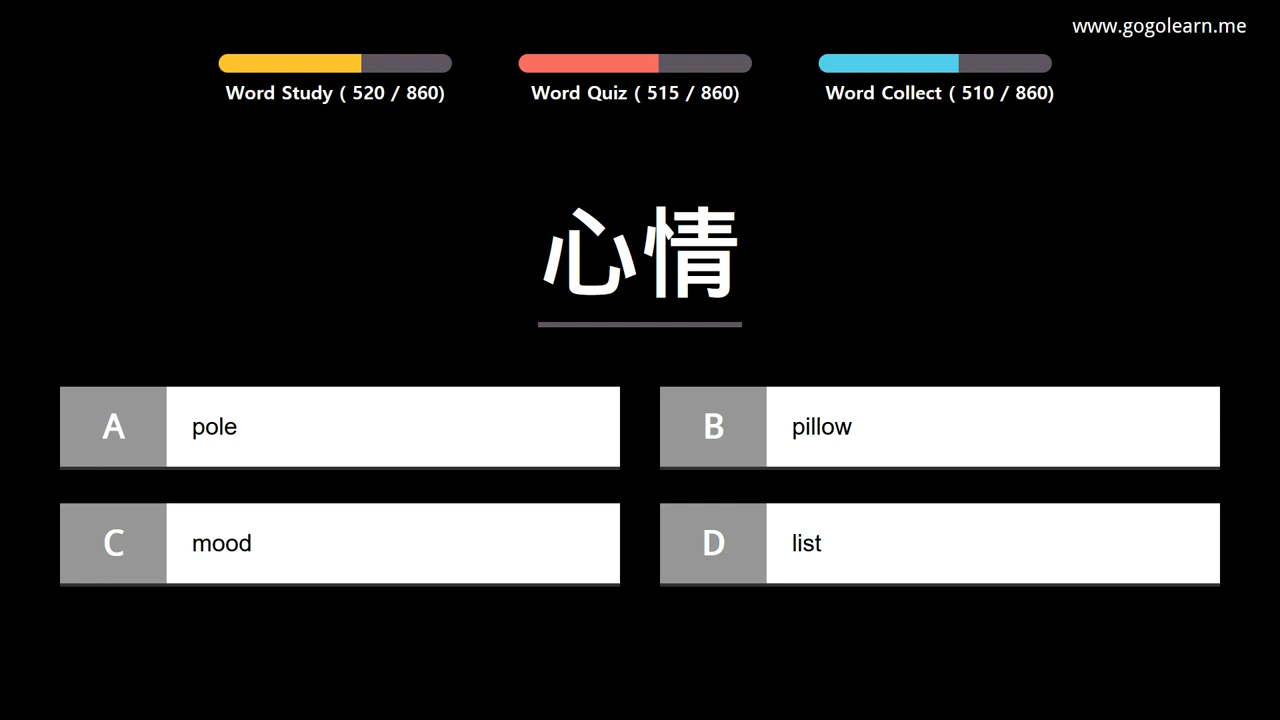 www.gogolearn.me
Word Study ( 520 / 860)
Word Quiz ( 515 / 860)
Word Collect ( 510 / 860)
心情
A pole
B pillow
C mood
D list